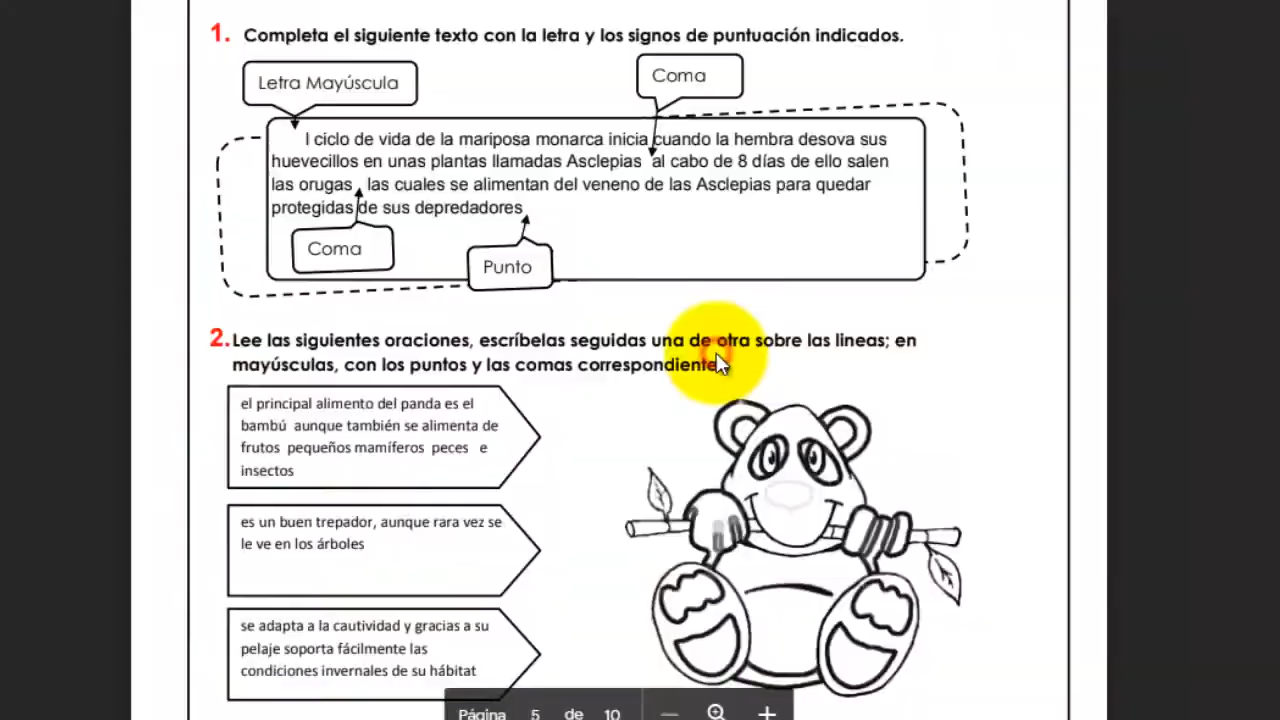 1. Completa el siguiente texto con la letra y los signos de puntuación indicados.
Letra Mayúscula
Coma
l ciclo de vida de la mariposa monarca inicia cuando la hembra desova sus
huevecillos en unas plantas llamadas Asclepias al cabo de 8 días de ello salen
las orugas las cuales se alimentan del veneno de las Asclepias para quedar
protegidas de sus depredadores
Coma
Punto
2. Lee las siguientes oraciones, escríbelas seguidas una de otra sobre las lineas; en
mayúsculas, con los puntos y las comas correspondiente
el principal alimento del panda es el
bambú aunque también se alimenta de
frutos pequeños mamíferos peces e
insectos
es un buen trepador, aunque rara vez se
le ve en los árboles
se adapta a la cautividad y gracias a su
pelaje soporta fácilmente las
condiciones invernales de su hábitat
Página 5 de 10